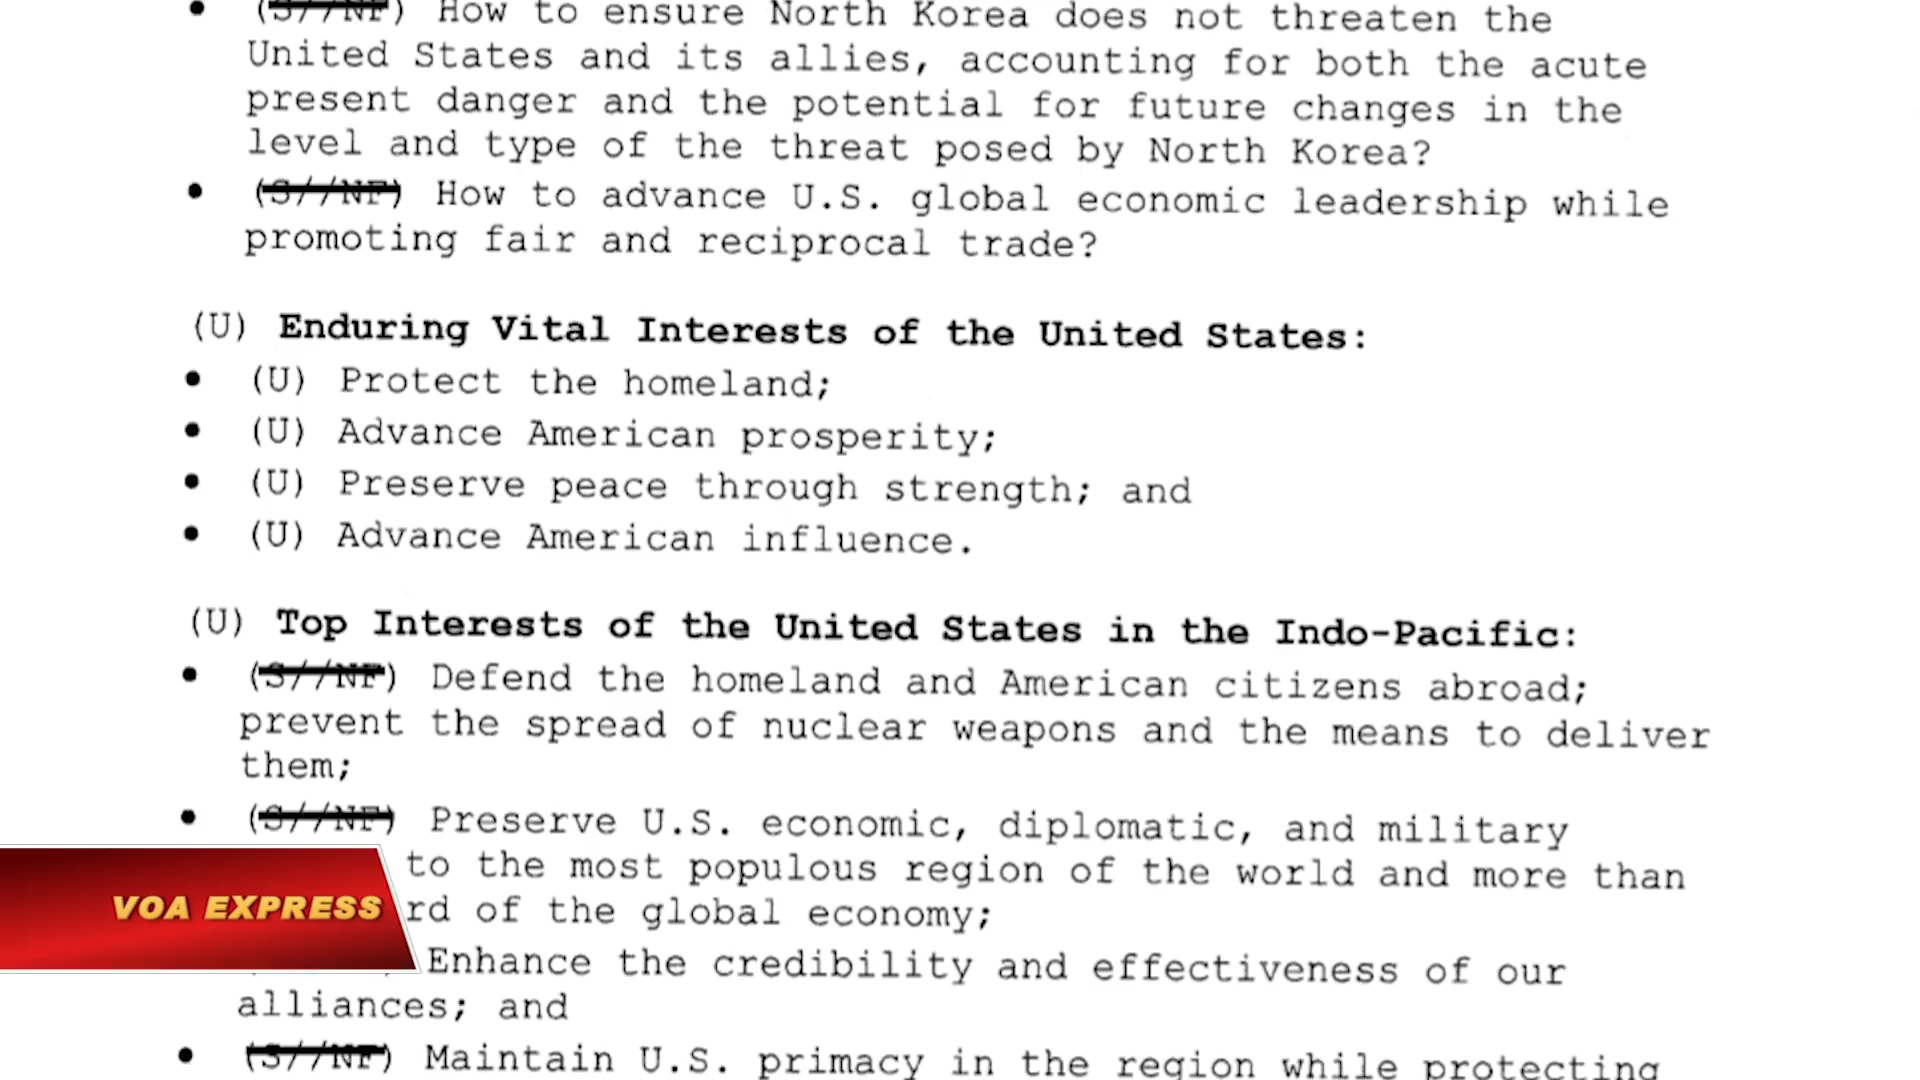 • (S//NF) How to ensure North Korea does not threaten the
United States and its allies, accounting for both the acute
present danger and the potential for future changes in the
level and type of the threat posed by North Korea?
• (S//NF) How to advance U.S. global economic leadership while
promoting fair and reciprocal trade?
(U) Enduring Vital Interests of the United States:
• (U) Protect the homeland;
• (U) Advance American prosperity;
• (U) Preserve peace through strength; and
• (U) Advance American influence.
(U) Top Interests of the United States in the Indo-Pacific:
• (S//NF) Defend the homeland and American citizens abroad;
prevent the spread of nuclear weapons and the means to deliver
them;
• (S//NF) Preserve U.S. economic, diplomatic, and military
to the most populous region of the world and more than
rd of the global economy;
Enhance the credibility and effectiveness of our
alliances; and
• (S//NF) Maintain U.S. primacy in the region while protecting
VOA EXPRESS